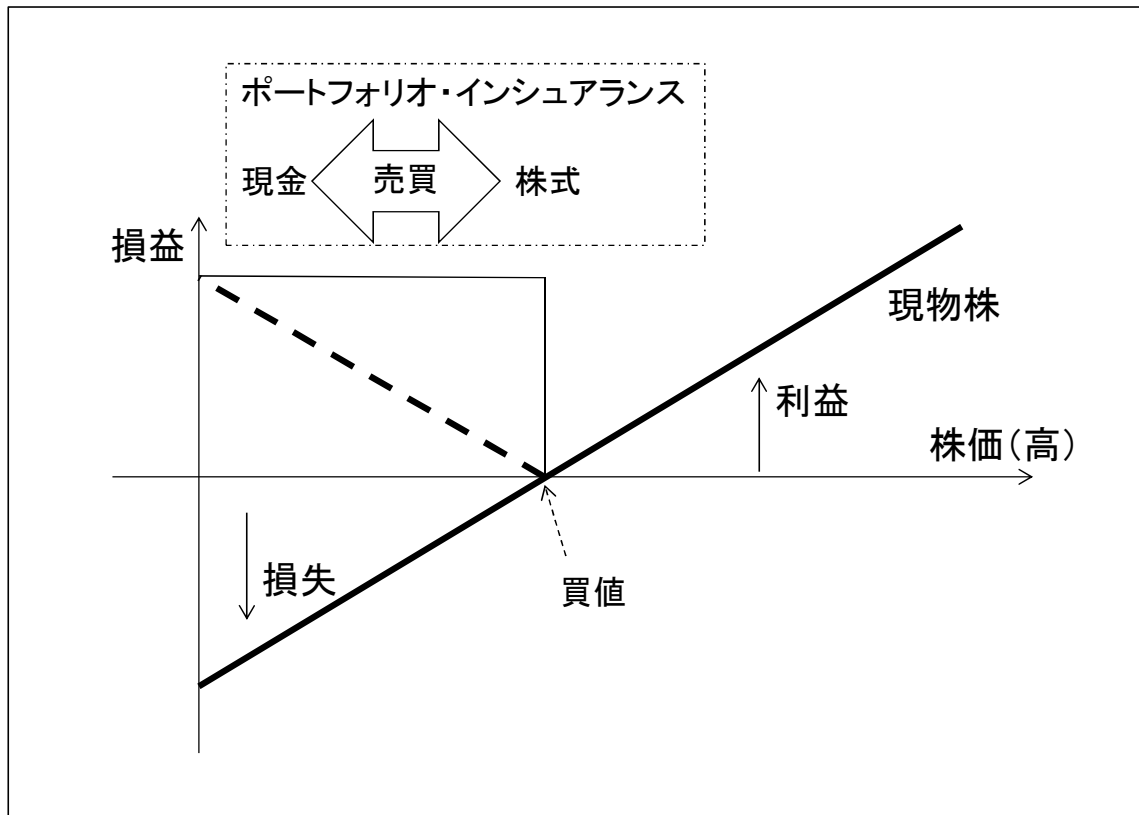 ポートフォリオ・インシュアランス
現金 売買 株式
損益
現物株
利益
株価(高)
損失
買値